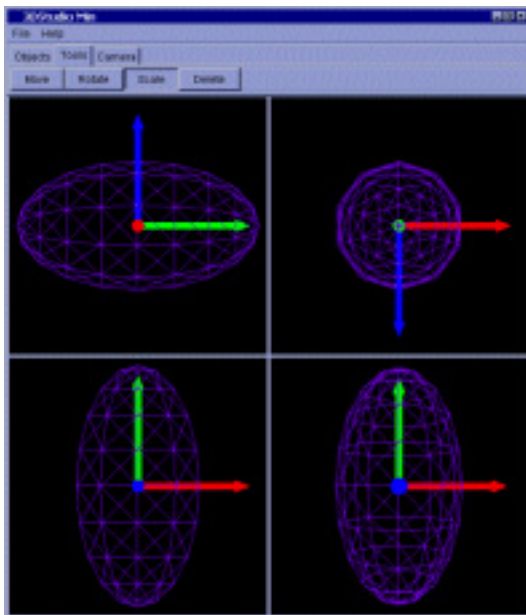 3DStudio Min
File Help
Objects Tools Camera
Move Rotate Scale Delete